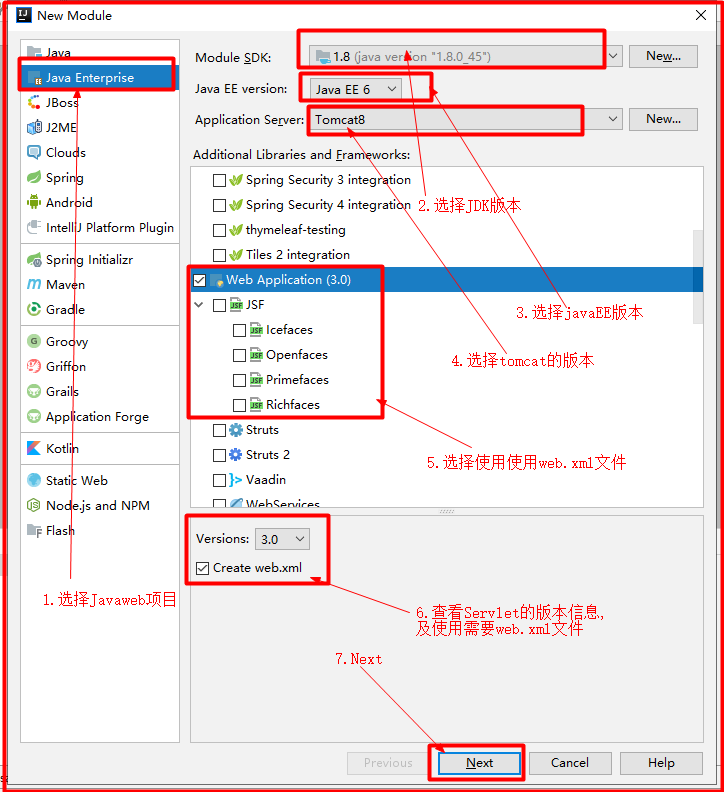 New Module
Java
Java Enterprise
JBoss
J2ME
Clouds
Spring
Android
IntelliJ Platform Plugin
Spring Initializr
Maven
Gradle
Groovy
Griffon
Grails
Application Forge
Kotlin
Static Web
Node.js and NPM
Flash
1.选择Javaweb项目
Module SDK:
1.8 (java version "1.8.0_45")
New...
Java EE version:
Java EE 6
Application Server:
Tomcat8
New...
Additional Libraries and Frameworks:
Spring Security 3 integration
Spring Security 4 integration
thymeleaf-testing
Tiles 2 integration
Web Application (3.0)
JSF
Icefaces
Openfaces
Primefaces
Richfaces
Struts
Struts 2
Vaadin
WebServices
2.选择JDK版本
3.选择javaEE版本
4.选择tomcat的版本
5.选择使用使用web.xml文件
Versions:
3.0
Create web.xml
6.查看Servlet的版本信息,
及使用需要web.xml文件
7.Next
Previous
Next
Cancel
Help